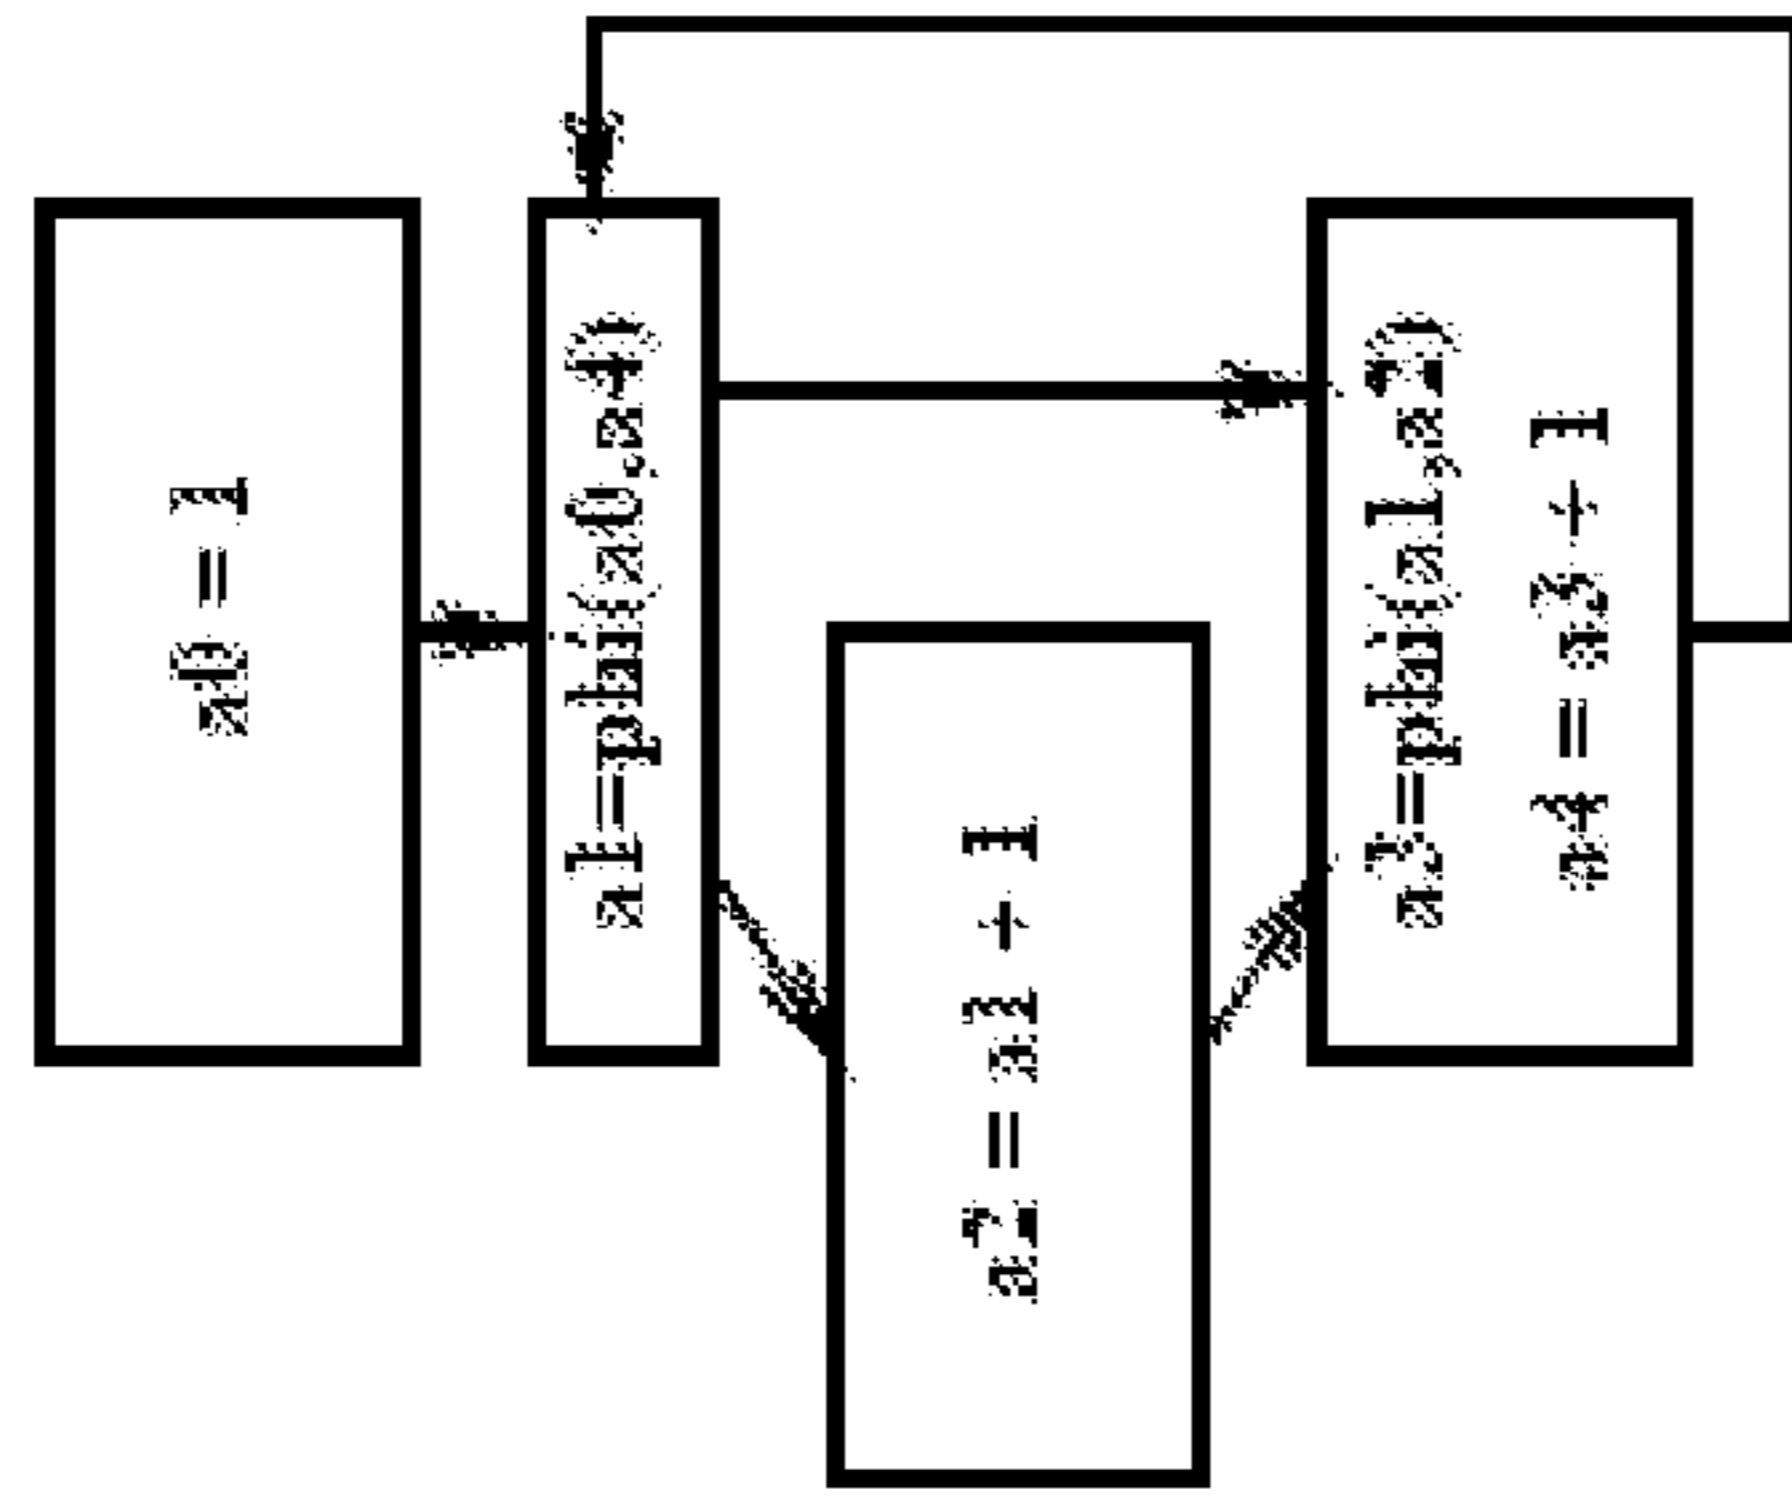 a0 = 1
a1=phi(a0,a4)
a2 = a1 + 1
a3=phi(a1,a2)
a4 = a3 + 1